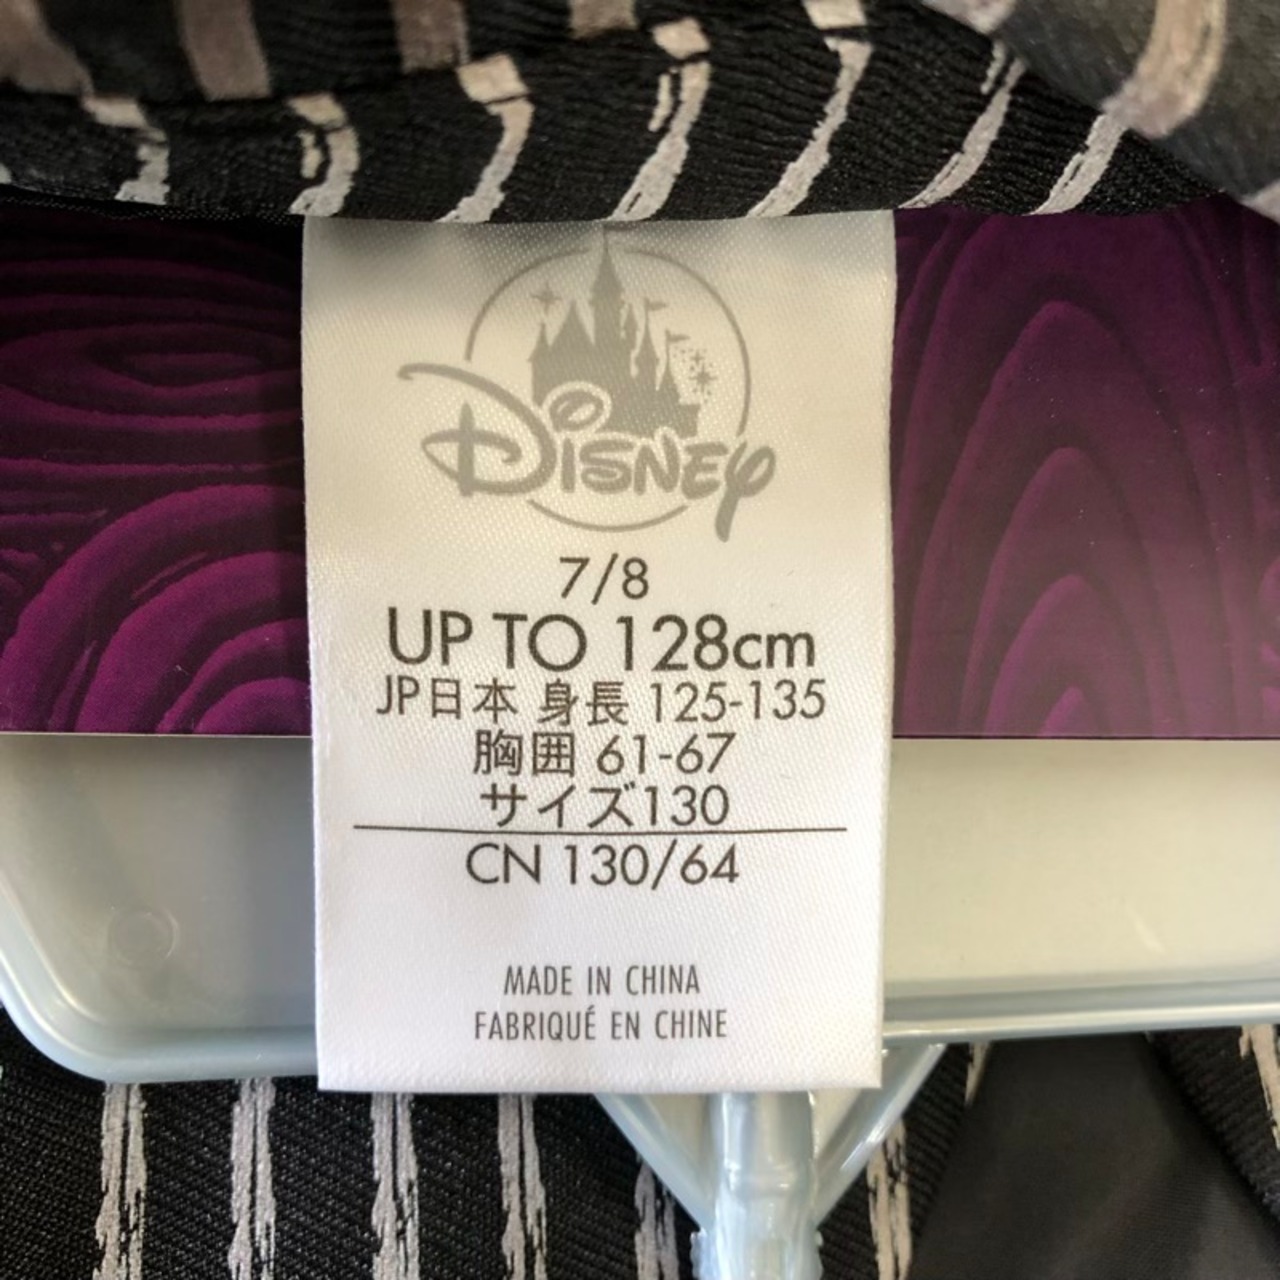 Disney
7/8
UP TO 128cm
JP日本 身長 125-135
胸囲 61-67
サイズ130
CN 130/64
MADE IN CHINA
FABRIQUÉ EN CHINE